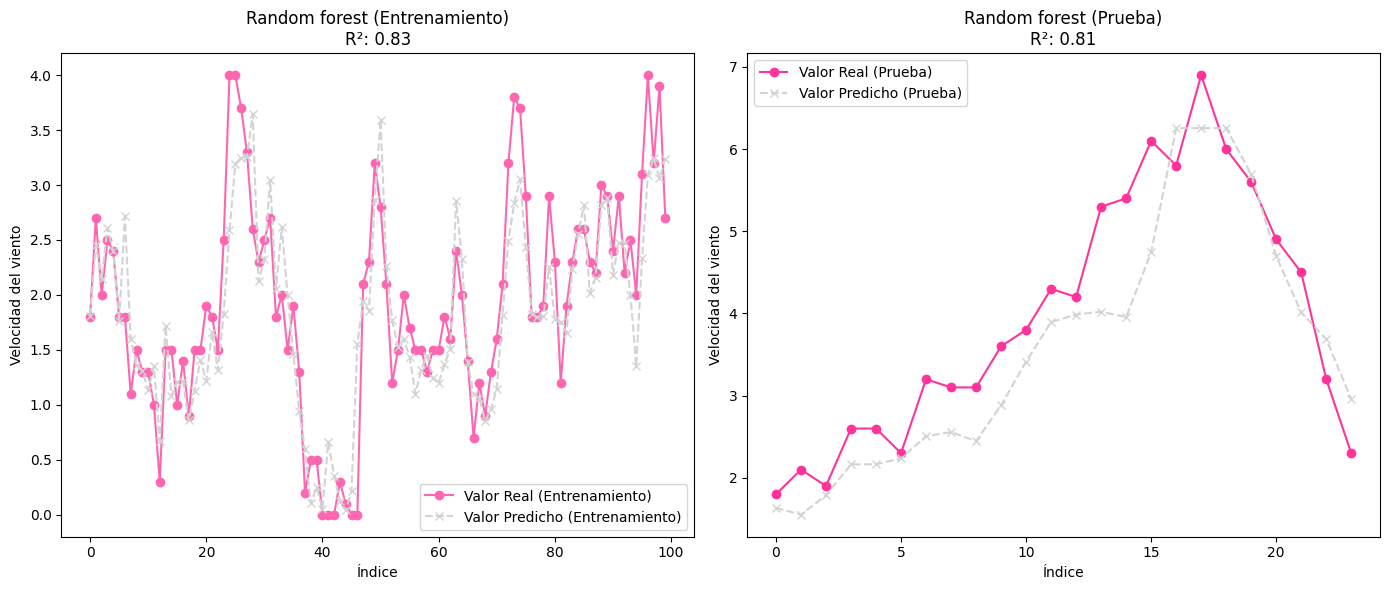 Random forest (Entrenamiento)
R²: 0.83
Velocidad del viento
4.0
3.5
3.0
2.5
2.0
1.5
1.0
0.5
0.0
Valor Real (Entrenamiento)
Valor Predicho (Entrenamiento)
0
20
40
60
80
100
Índice
Random forest (Prueba)
R²: 0.81
Velocidad del viento
7
6
5
4
3
2
Valor Real (Prueba)
Valor Predicho (Prueba)
0
5
10
15
20
Índice